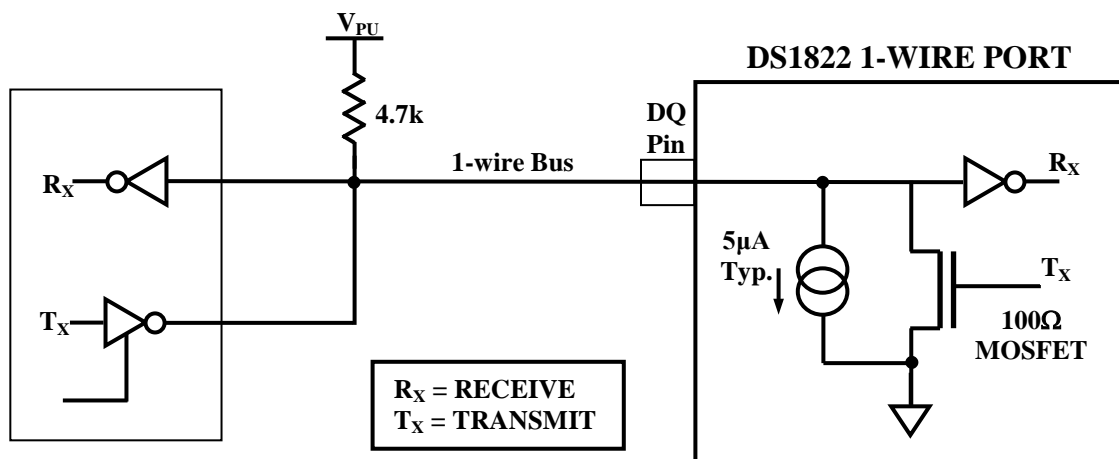 V_PU
DS1822 1-WIRE PORT
4.7k
DQ
Pin
1-wire Bus
R_X
R_X
5µA
Typ.
T_X
T_X
100Ω
MOSFET
R_X = RECEIVE
T_X = TRANSMIT